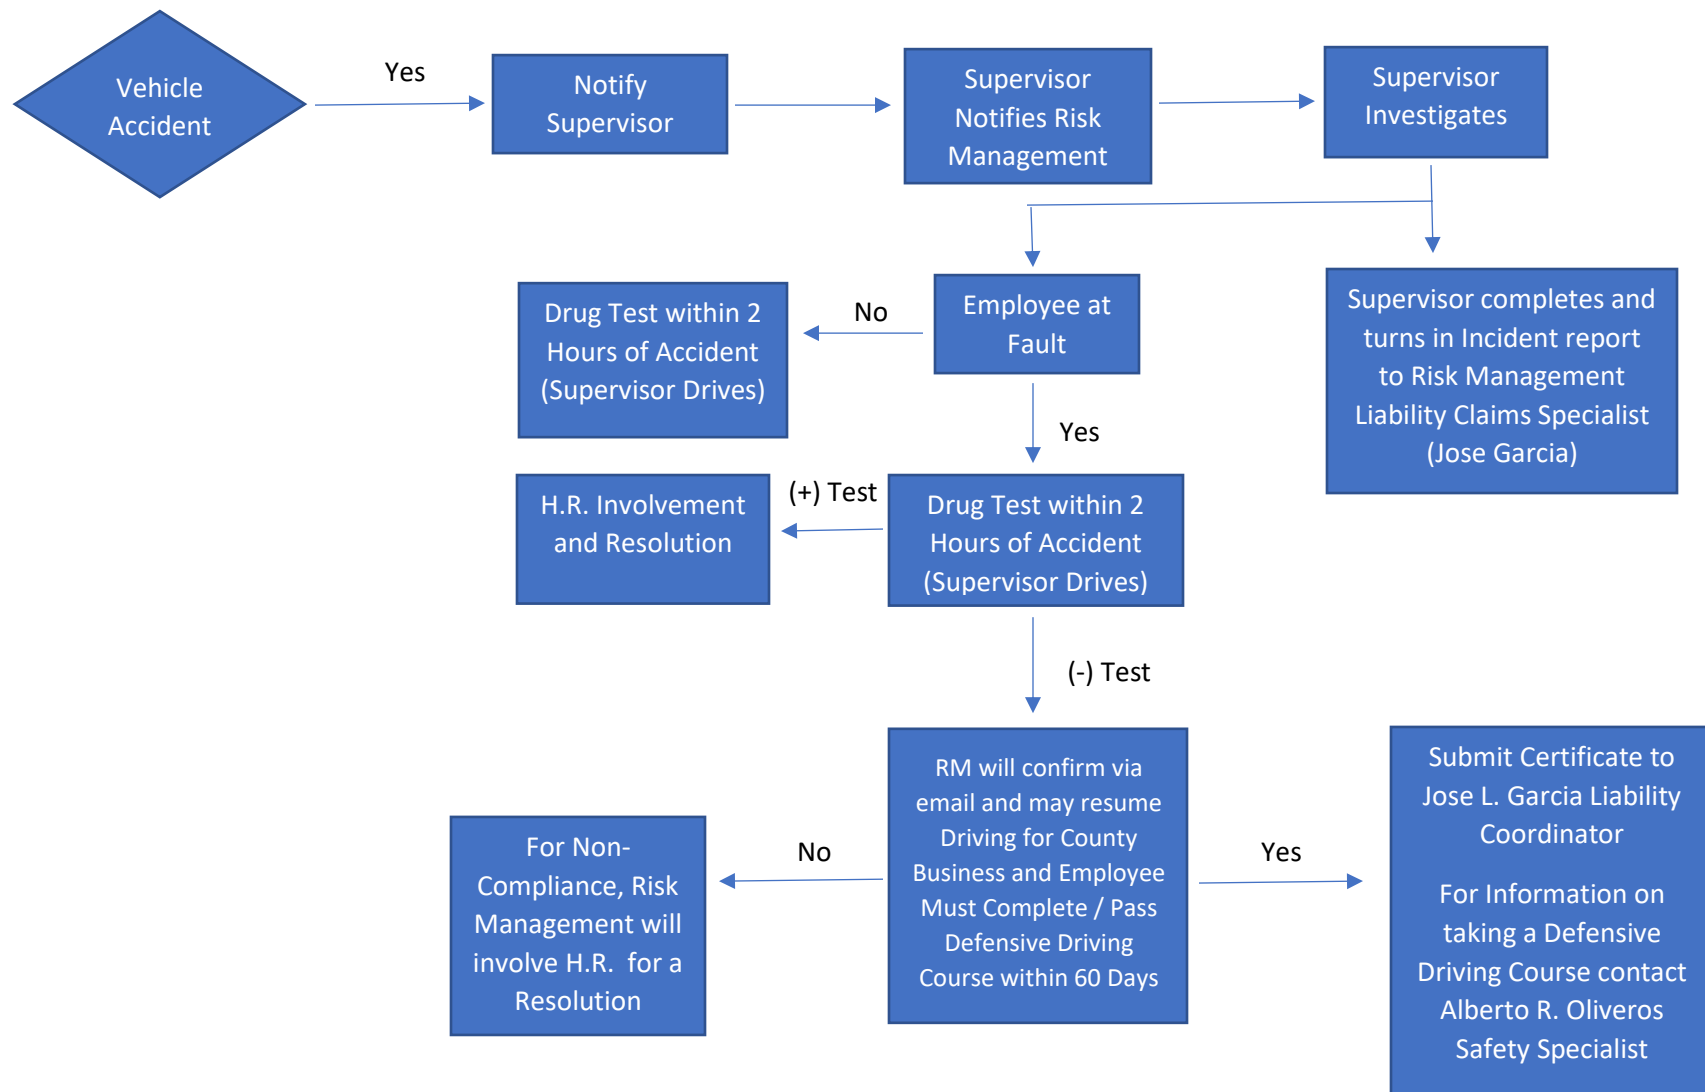 Vehicle
Accident
Yes
Notify
Supervisor
Supervisor
Notifies Risk
Management
Supervisor
Investigates
Drug Test within 2
Hours of Accident
(Supervisor Drives)
No
Employee at
Fault
Supervisor completes and
turns in Incident report
to Risk Management
Liability Claims Specialist
(Jose Garcia)
Yes
H.R. Involvement
and Resolution
(+) Test
Drug Test within 2
Hours of Accident
(Supervisor Drives)
(-) Test
For Non-
Compliance, Risk
Management will
involve H.R. for a
Resolution
No
RM will confirm via
email and may resume
Driving for County
Business and Employee
Must Complete / Pass
Defensive Driving
Course within 60 Days
Yes
Submit Certificate to
Jose L. Garcia Liability
Coordinator
For Information on
taking a Defensive
Driving Course contact
Alberto R. Oliveros
Safety Specialist